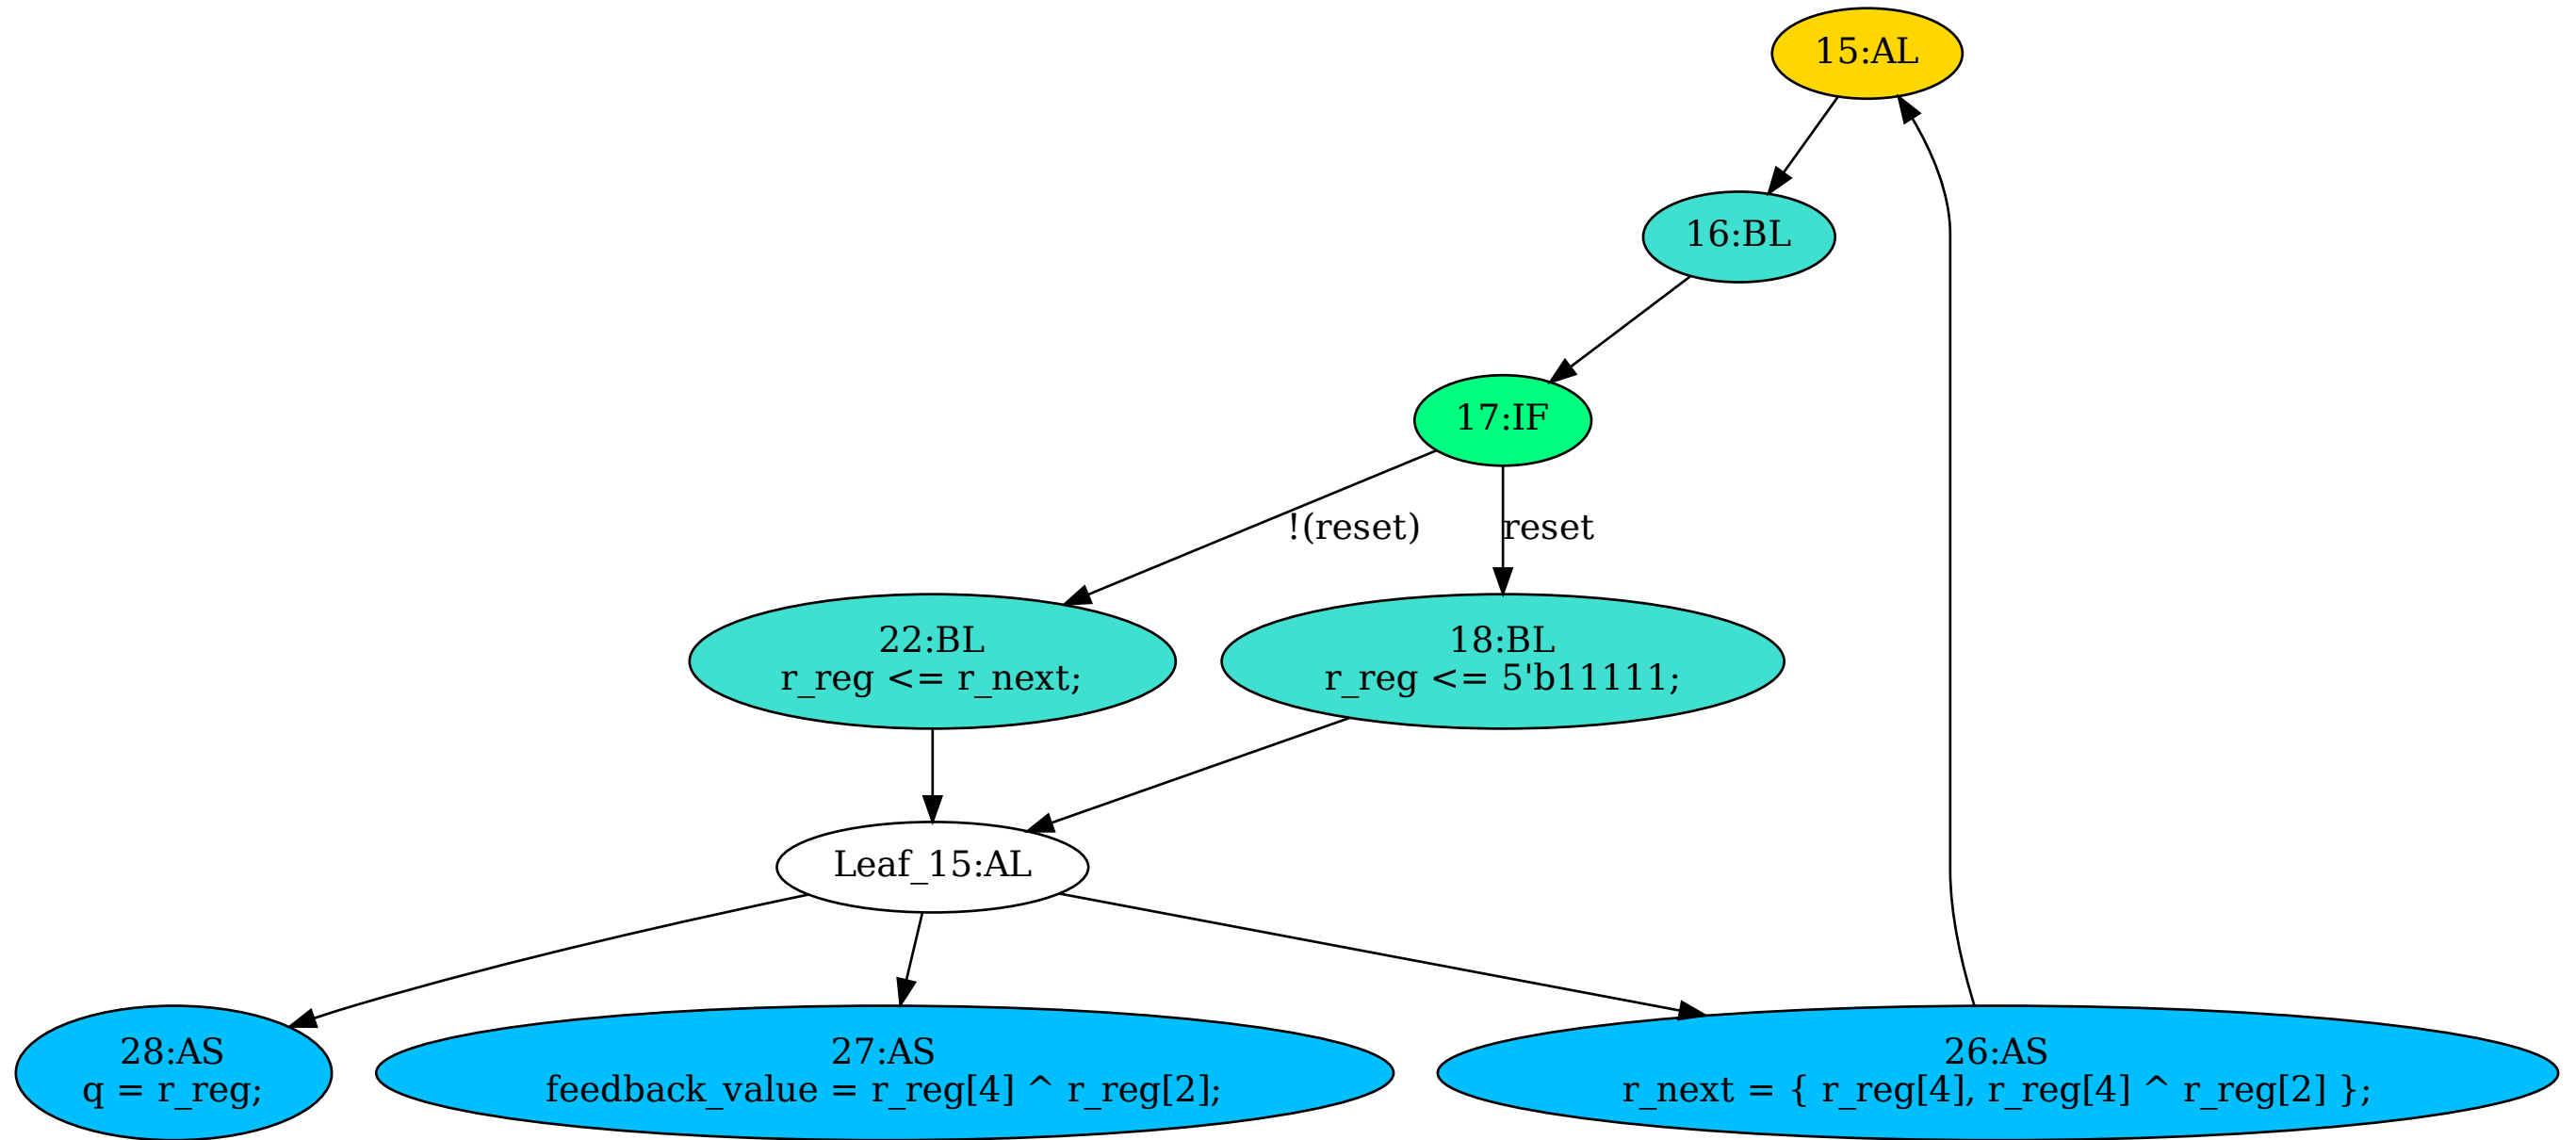 15:AL
16:BL
17:IF
!(reset)
reset
22:BL
r_reg <= r_next;
18:BL
r_reg <= 5'b11111;
Leaf_15:AL
28:AS
q = r_reg;
27:AS
feedback_value = r_reg[4] ^ r_reg[2];
26:AS
r_next = { r_reg[4], r_reg[4] ^ r_reg[2] };